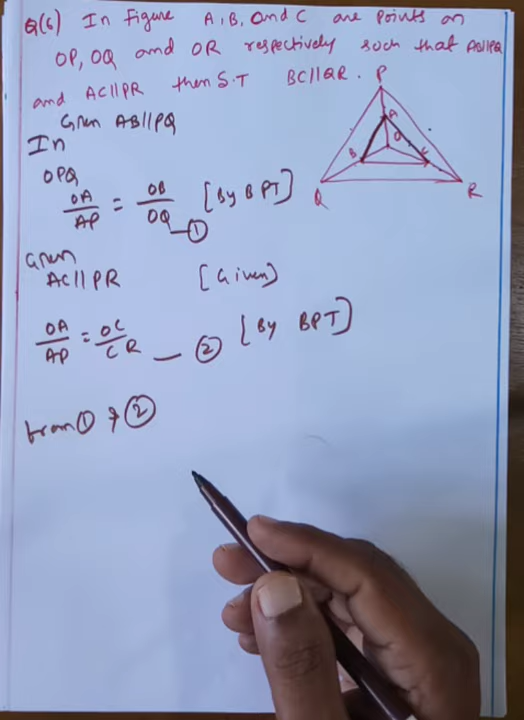 Q(6) In Figure A, B, and C are points on
OP, OQ and OR respectively such that AB||PQ
and AC||PR then S.T BC||QR.
Given AB||PQ
In
OPQ
OA/AP = OB/OQ [By BPT]
—①
Given
AC||PR [Given]
OA/AP = OC/CR — ② [By BPT]
from ① & ②
P
A
O
B
Q
R